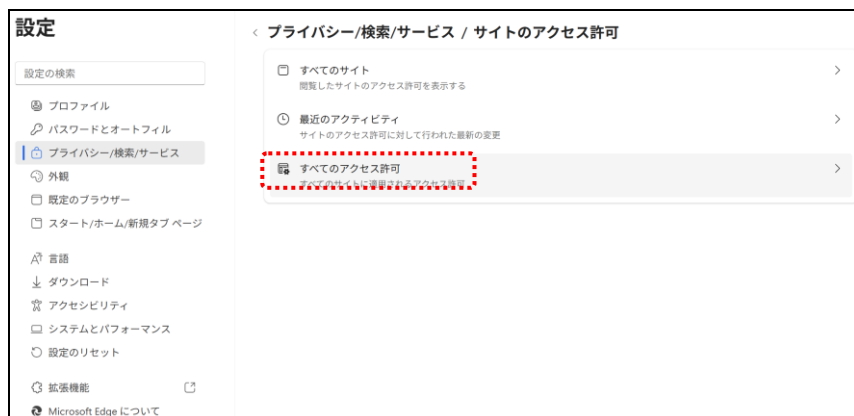 設定
設定の検索
プロファイル
パスワードとオートフィル
プライバシー/検索/サービス
外観
既定のブラウザー
スタート/ホーム/新規タブ ページ
言語
ダウンロード
アクセシビリティ
システムとパフォーマンス
設定のリセット
拡張機能
Microsoft Edge について
プライバシー/検索/サービス / サイトのアクセス許可
すべてのサイト
閲覧したサイトのアクセス許可を表示する
最近のアクティビティ
サイトのアクセス許可に対して行われた最新の変更
すべてのアクセス許可
すべてのサイトに適用されるアクセス許可